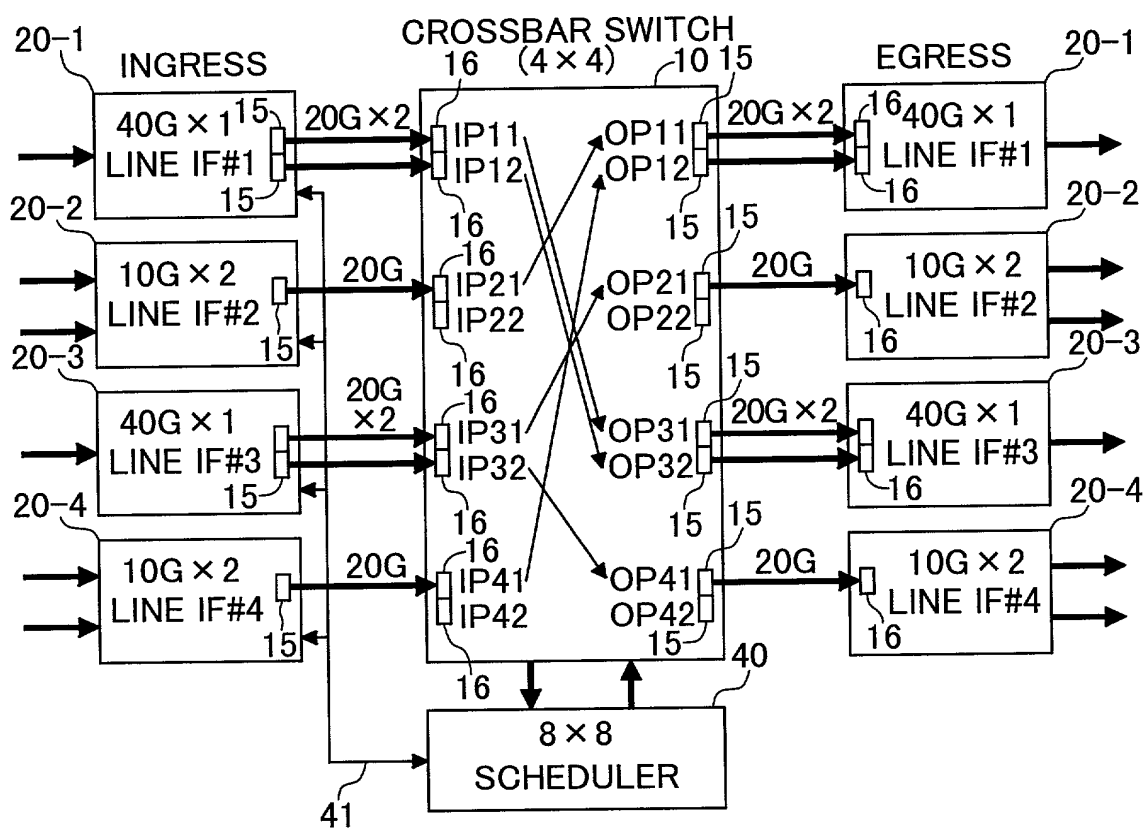 CROSSBAR SWITCH
(4 × 4)
20-1
INGRESS
16
10
15
EGRESS
20-1
40G × 1
LINE IF#1
15
15
20G×2
IP11
IP12
16
OP11
OP12
15
20G×2
16
40G × 1
LINE IF#1
16
20-2
10G × 2
LINE IF#2
15
20G
16
IP21
IP22
16
15
OP21
OP22
15
20G
20-2
10G × 2
LINE IF#2
16
20-3
40G × 1
LINE IF#3
15
20G
×2
16
IP31
IP32
16
15
OP31
OP32
15
20G×2
20-3
40G × 1
LINE IF#3
16
20-4
10G × 2
LINE IF#4
15
20G
16
IP41
IP42
16
15
OP41
OP42
15
20G
20-4
10G × 2
LINE IF#4
16
40
8 × 8
SCHEDULER
41